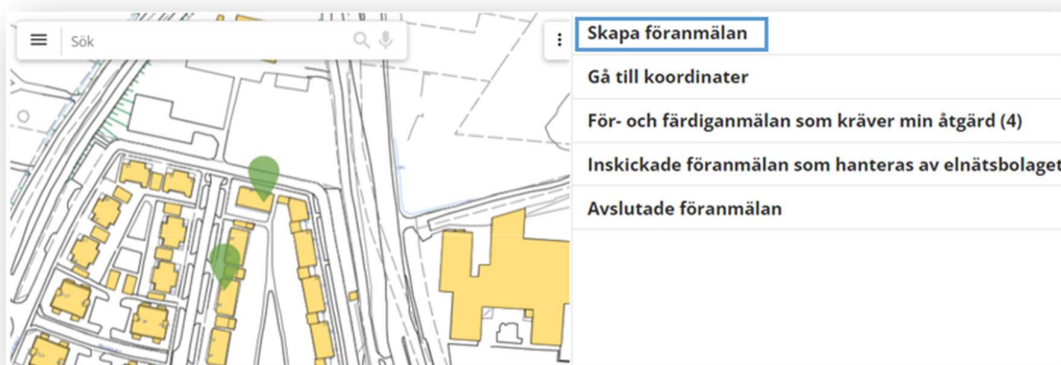 Sök
Skapa föranmälan
Gå till koordinater
För- och färdiganmälan som kräver min åtgärd (4)
Inskickade föranmälan som hanteras av elnätsbolaget
Avslutade föranmälan